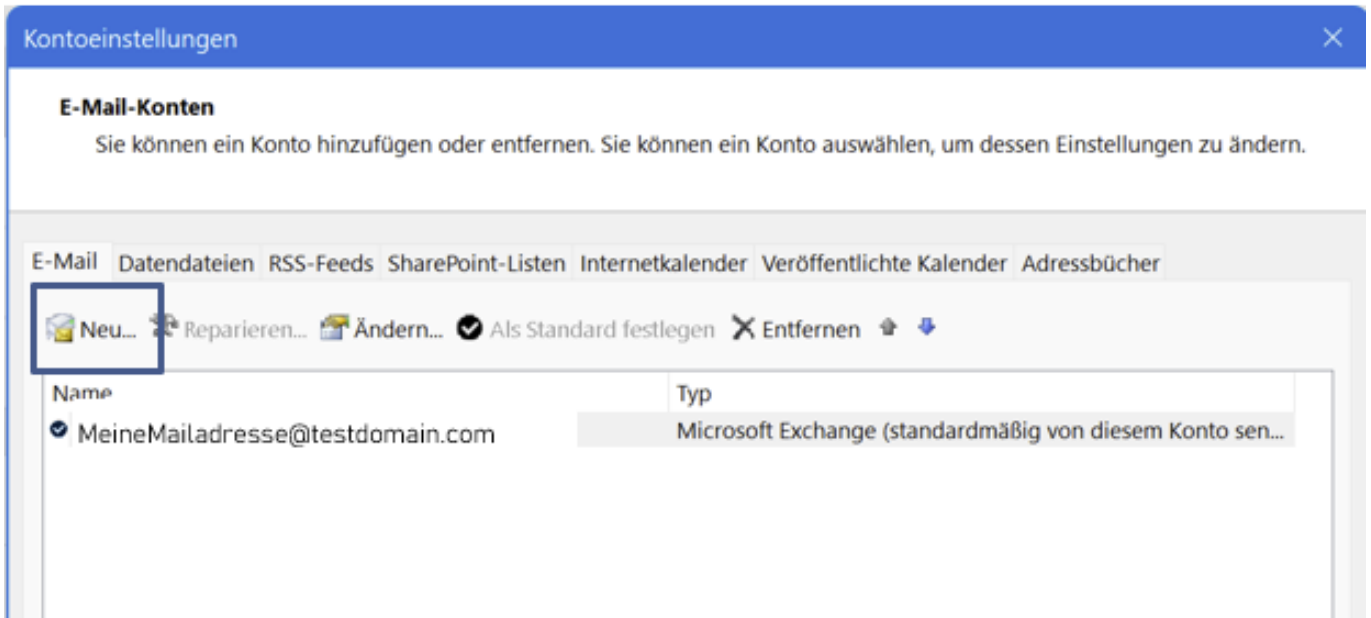 Kontoeinstellungen
E-Mail-Konten
Sie können ein Konto hinzufügen oder entfernen. Sie können ein Konto auswählen, um dessen Einstellungen zu ändern.
E-Mail Datendateien RSS-Feeds SharePoint-Listen Internetkalender Veröffentlichte Kalender Adressbücher
Neu... Reparieren... Ändern... Als Standard festlegen Entfernen
Name Typ
MeineMailadresse@testdomain.com Microsoft Exchange (standardmäßig von diesem Konto sen...